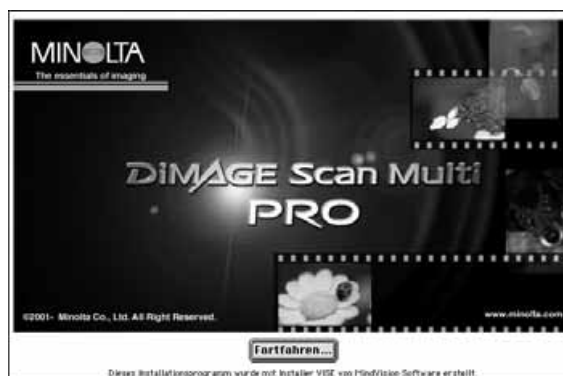 MINOLTA
The essentials of imaging
DiMAGE Scan Multi
PRO
©2001- Minolta Co., Ltd. All Right Reserved.
www.minolta.com
Fortfahren...
Dieses Installationsprogramm wurde mit Installer VISE von MindVision Software erstellt.